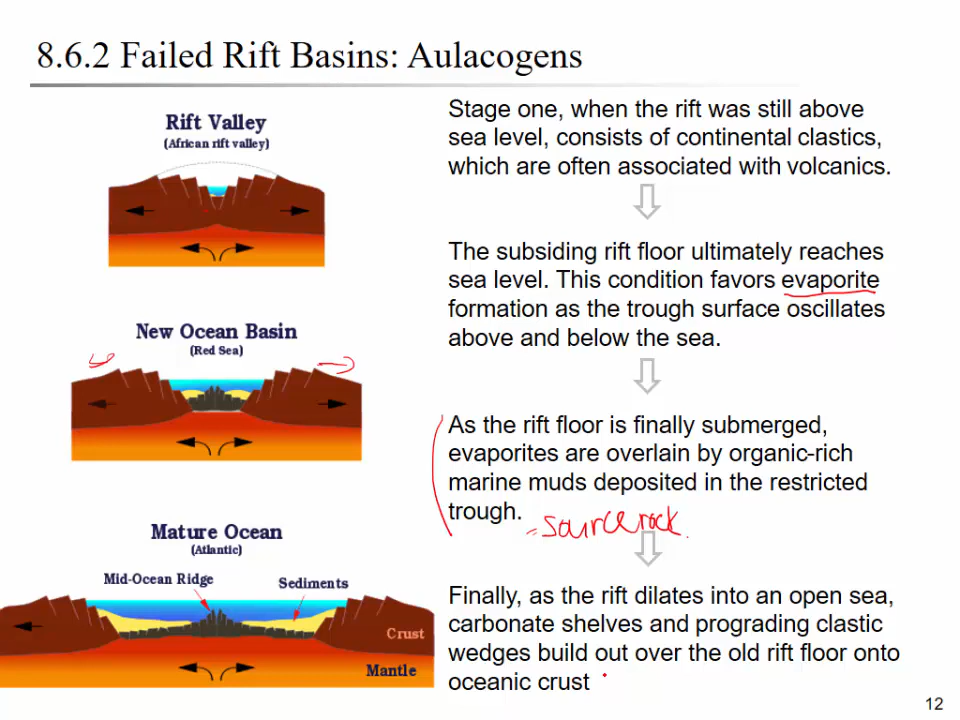 8.6.2 Failed Rift Basins: Aulacogens
Rift Valley
(African rift valley)
New Ocean Basin
(Red Sea)
Mature Ocean
(Atlantic)
Mid-Ocean Ridge
Sediments
Crust
Mantle
Stage one, when the rift was still above
sea level, consists of continental clastics,
which are often associated with volcanics.
The subsiding rift floor ultimately reaches
sea level. This condition favors evaporite
formation as the trough surface oscillates
above and below the sea.
As the rift floor is finally submerged,
evaporites are overlain by organic-rich
marine muds deposited in the restricted
trough.
= source rock.
Finally, as the rift dilates into an open sea,
carbonate shelves and prograding clastic
wedges build out over the old rift floor onto
oceanic crust
12